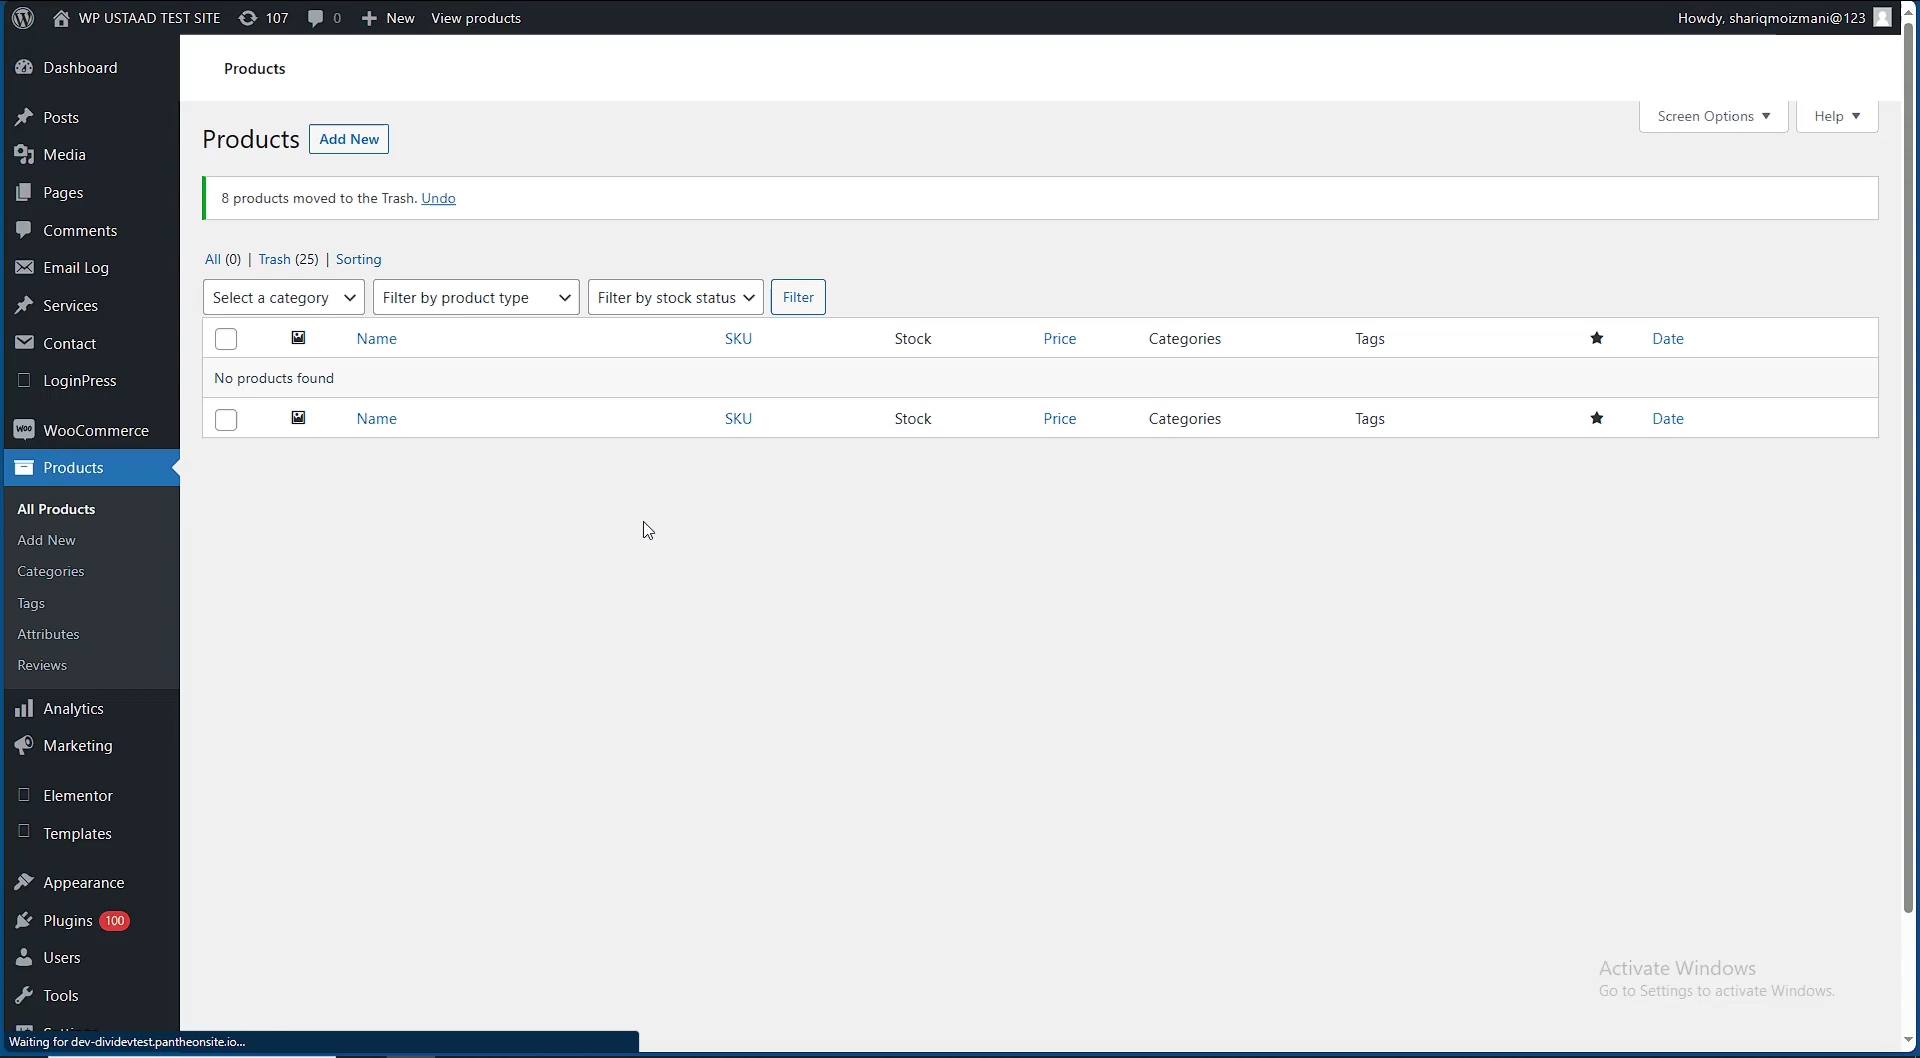 WP USTAAD TEST SITE 107 0 New View products Howdy, shariqmoizmani@123
Dashboard
Posts
Media
Pages
Comments
Email Log
Services
Contact
LoginPress
WooCommerce
Products
All Products
Add New
Categories
Tags
Attributes
Reviews
Analytics
Marketing
Elementor
Templates
Appearance
Plugins 100
Users
Tools
Products
Screen Options Help
Products Add New
8 products moved to the Trash. Undo
All (0) | Trash (25) | Sorting
Select a category Filter by product type Filter by stock status Filter
Name SKU Stock Price Categories Tags Date
No products found
Name SKU Stock Price Categories Tags Date
Activate Windows
Go to Settings to activate Windows.
Waiting for dev-dividevtest.pantheonsite.io...